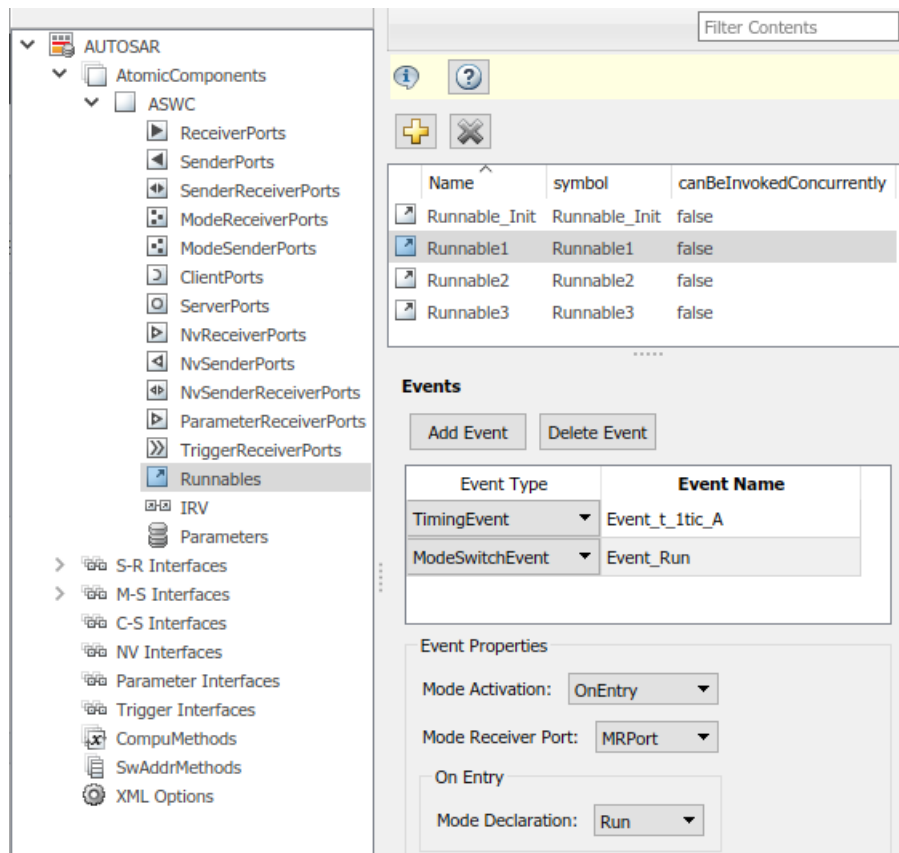 AUTOSAR
AtomicComponents
ASWC
ReceiverPorts
SenderPorts
SenderReceiverPorts
ModeReceiverPorts
ModeSenderPorts
ClientPorts
ServerPorts
NvReceiverPorts
NvSenderPorts
NvSenderReceiverPorts
ParameterReceiverPorts
TriggerReceiverPorts
Runnables
IRV
Parameters
S-R Interfaces
M-S Interfaces
C-S Interfaces
NV Interfaces
Parameter Interfaces
Trigger Interfaces
CompuMethods
SwAddrMethods
XML Options
Filter Contents
Name symbol canBeInvokedConcurrently
Runnable_Init Runnable_Init false
Runnable1 Runnable1 false
Runnable2 Runnable2 false
Runnable3 Runnable3 false
Events
Add Event Delete Event
Event Type Event Name
TimingEvent Event_t_1tic_A
ModeSwitchEvent Event_Run
Event Properties
Mode Activation: OnEntry
Mode Receiver Port: MRPort
On Entry
Mode Declaration: Run